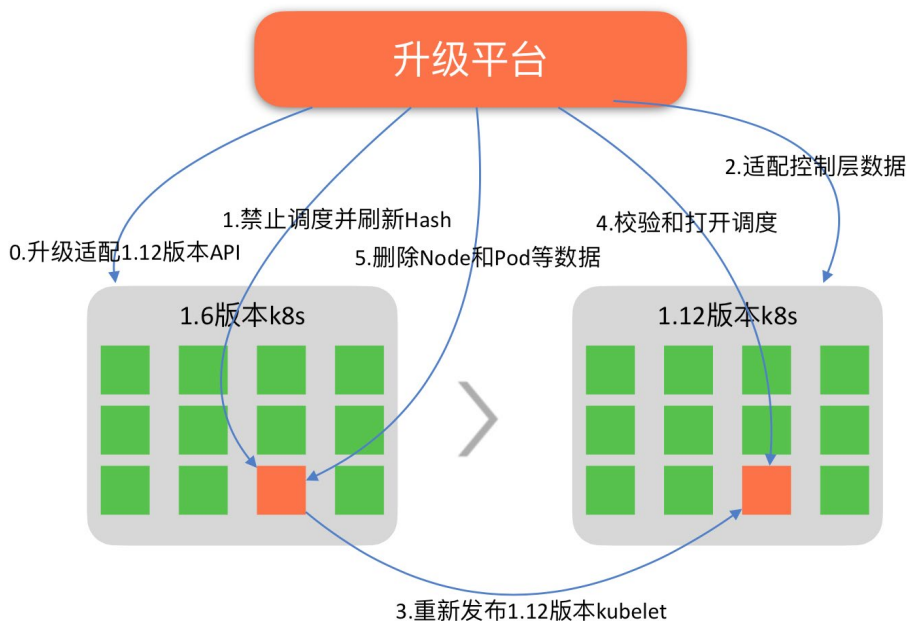 升级平台
2.适配控制层数据
1.禁止调度并刷新Hash
4.校验和打开调度
0.升级适配1.12版本API
5.删除Node和Pod等数据
1.6版本k8s
1.12版本k8s
3.重新发布1.12版本kubelet